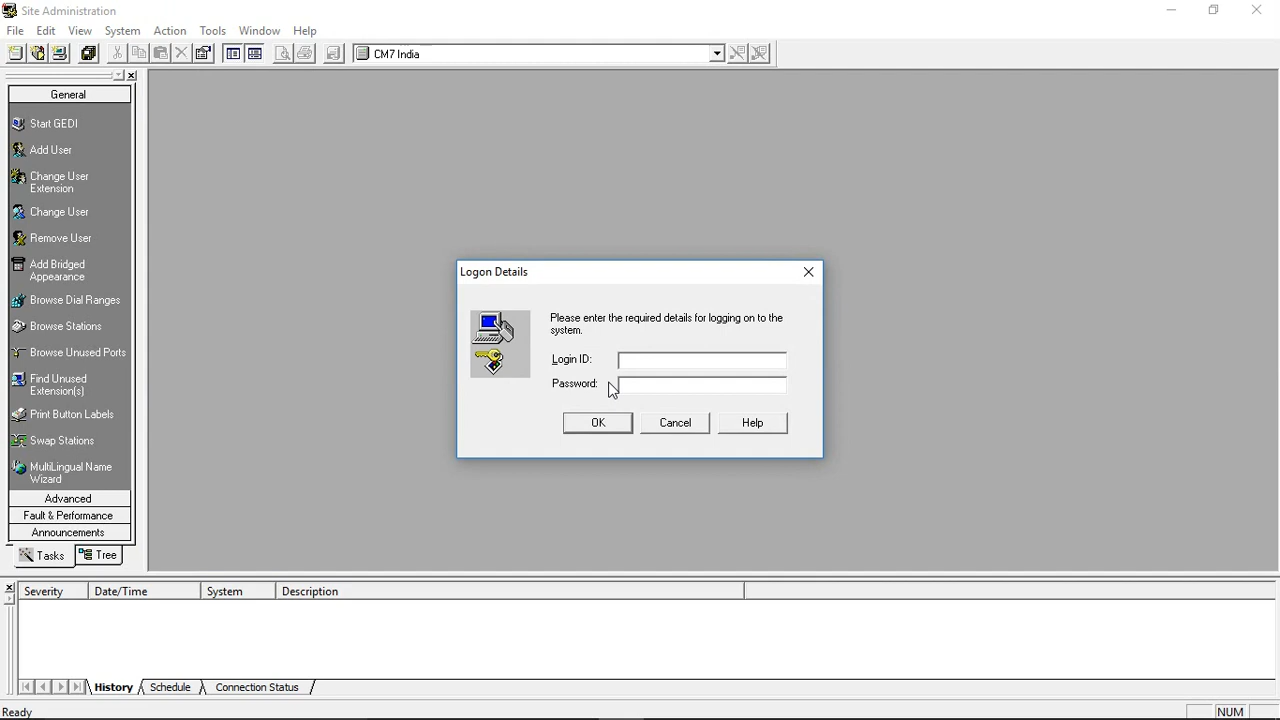 Site Administration
File Edit View System Action Tools Window Help
CM7 India
General
Start GEDI
Add User
Change User
Extension
Change User
Remove User
Add Bridged
Appearance
Browse Dial Ranges
Browse Stations
Browse Unused Ports
Find Unused
Extension(s)
Print Button Labels
Swap Stations
MultiLingual Name
Wizard
Advanced
Fault & Performance
Announcements
Tasks Tree
Logon Details
Please enter the required details for logging on to the
system.
Login ID:
Password:
OK Cancel Help
Severity Date/Time System Description
History Schedule Connection Status
Ready NUM